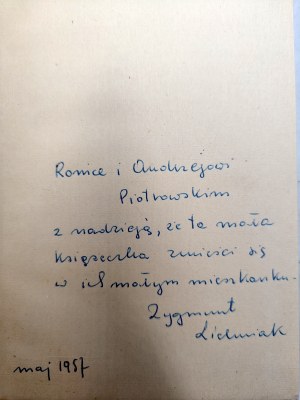 Romce i Andrzejowi
Piotrowskim
z nadzieją, że ta mała
książeczka zmieści się
w ich małym mieszkanku.
Zygmunt
Lichniak
maj 1957